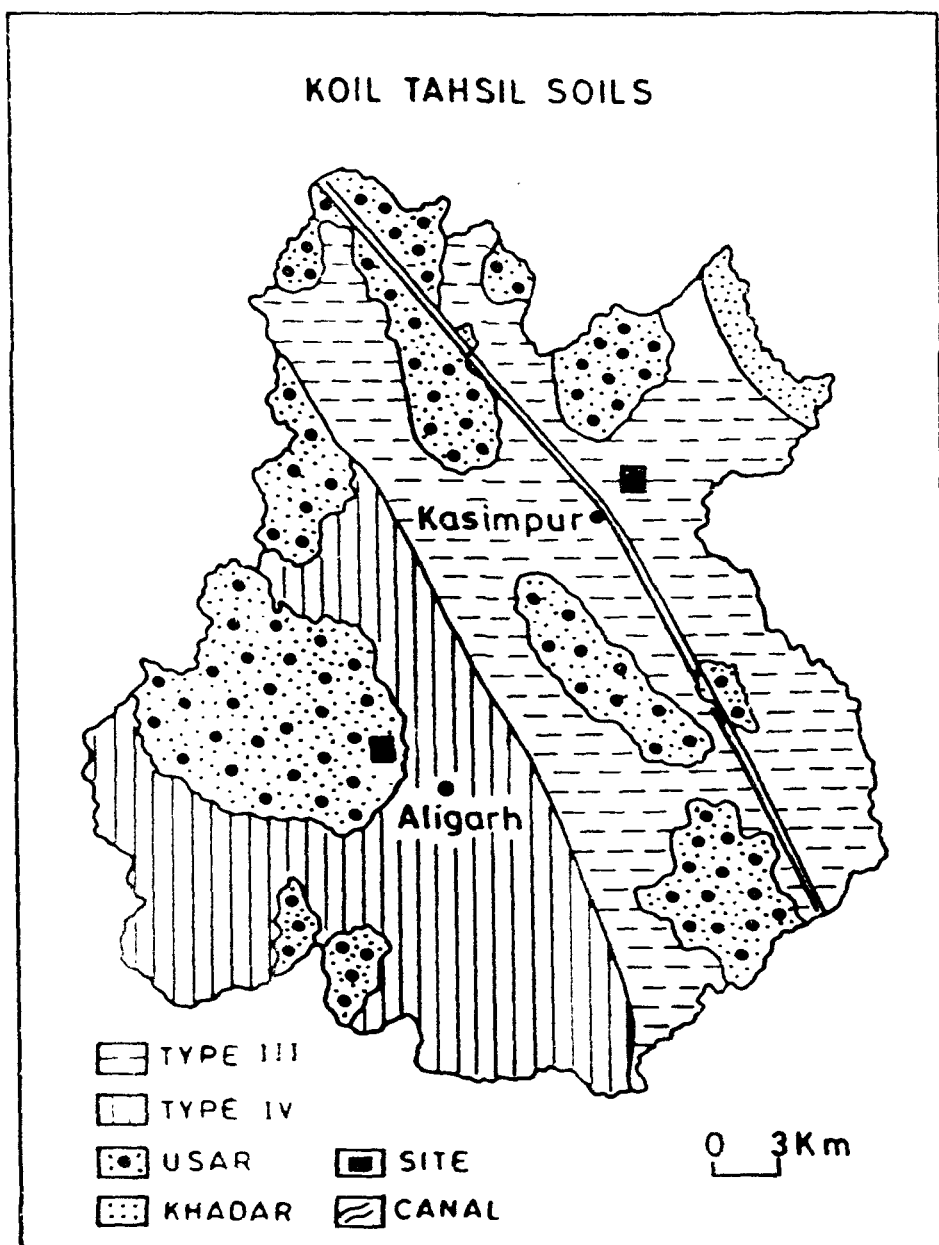 KOIL TAHSIL SOILS
Kasimpur
Aligarh
TYPE III
TYPE IV
USAR
KHADAR
SITE
CANAL
0 3Km